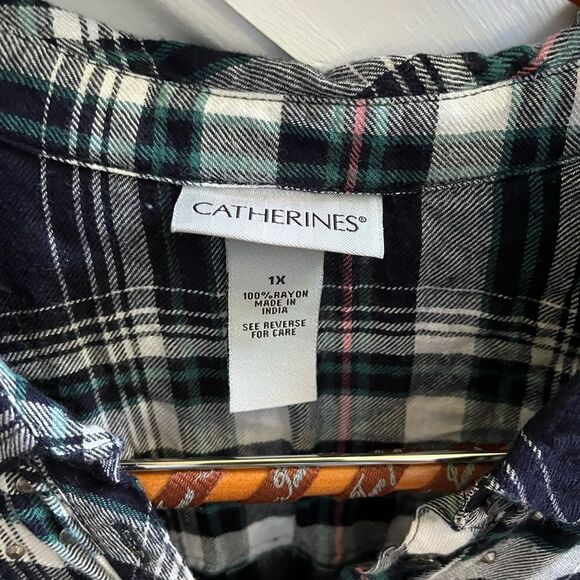 CATHERINES®
1X
100% RAYON
MADE IN
INDIA
SEE REVERSE
FOR CARE